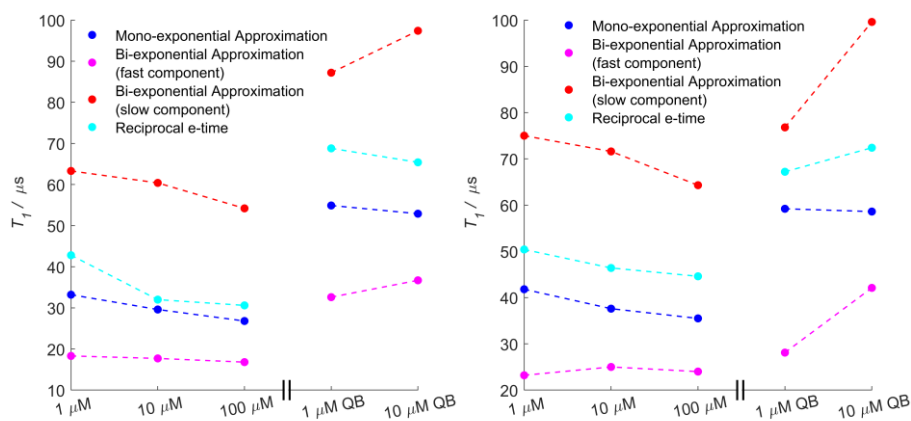 100
90
80
70
60
50
40
30
20
10
T1 / μs
Mono-exponential Approximation
Bi-exponential Approximation
(fast component)
Bi-exponential Approximation
(slow component)
Reciprocal e-time
1 μM
10 μM
100 μM
1 μM QB
10 μM QB
100
90
80
70
60
50
40
30
20
T1 / μs
Mono-exponential Approximation
Bi-exponential Approximation
(fast component)
Bi-exponential Approximation
(slow component)
Reciprocal e-time
1 μM
10 μM
100 μM
1 μM QB
10 μM QB